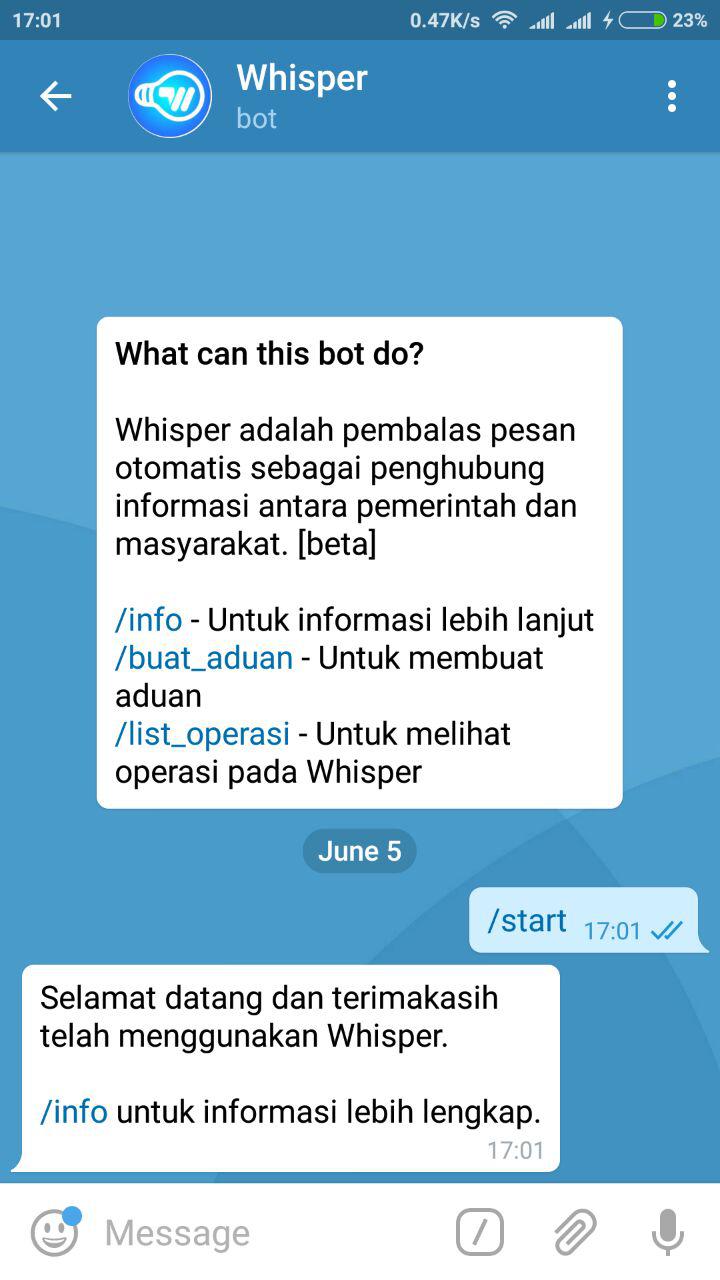 17:01 0.47K/s 23%
Whisper
bot
What can this bot do?
Whisper adalah pembalas pesan
otomatis sebagai penghubung
informasi antara pemerintah dan
masyarakat. [beta]
/info - Untuk informasi lebih lanjut
/buat_aduan - Untuk membuat
aduan
/list_operasi - Untuk melihat
operasi pada Whisper
June 5
/start 17:01
Selamat datang dan terimakasih
telah menggunakan Whisper.
/info untuk informasi lebih lengkap.
17:01
Message